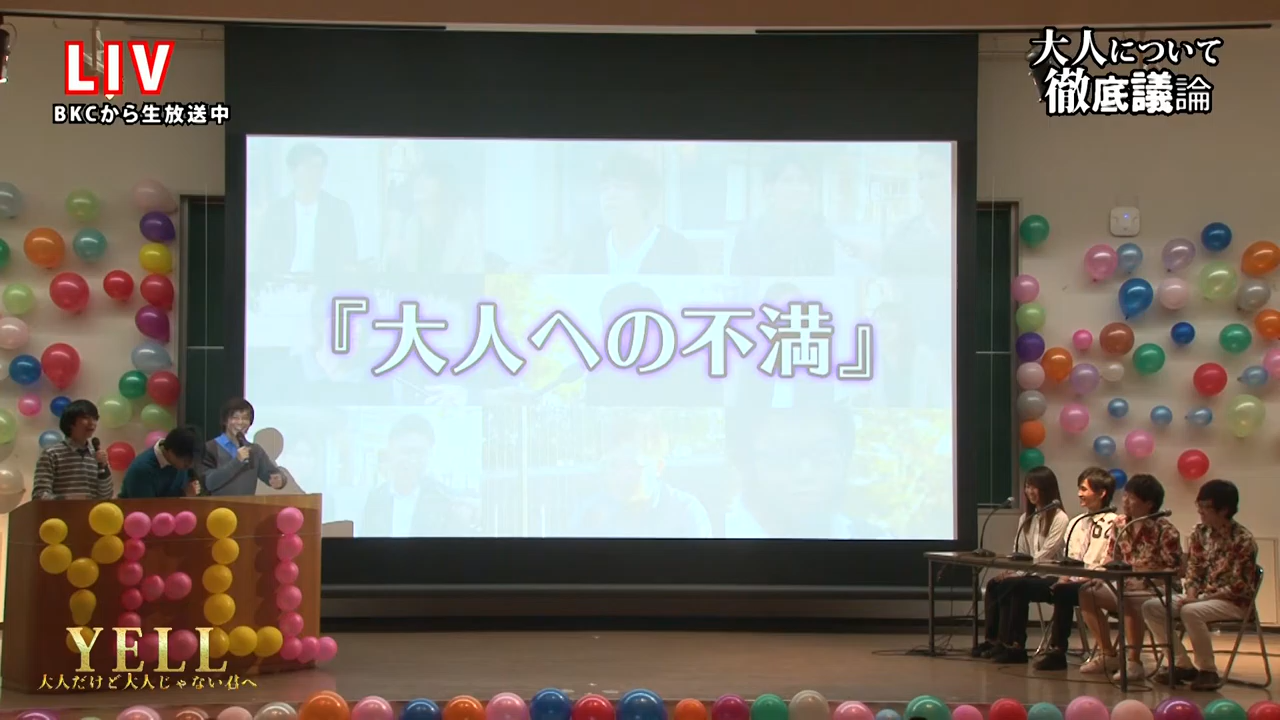 LIV
BKCから生放送中
大人について
徹底議論
『大人への不満』
YELL
YELL
大人だけど大人じゃない君へ